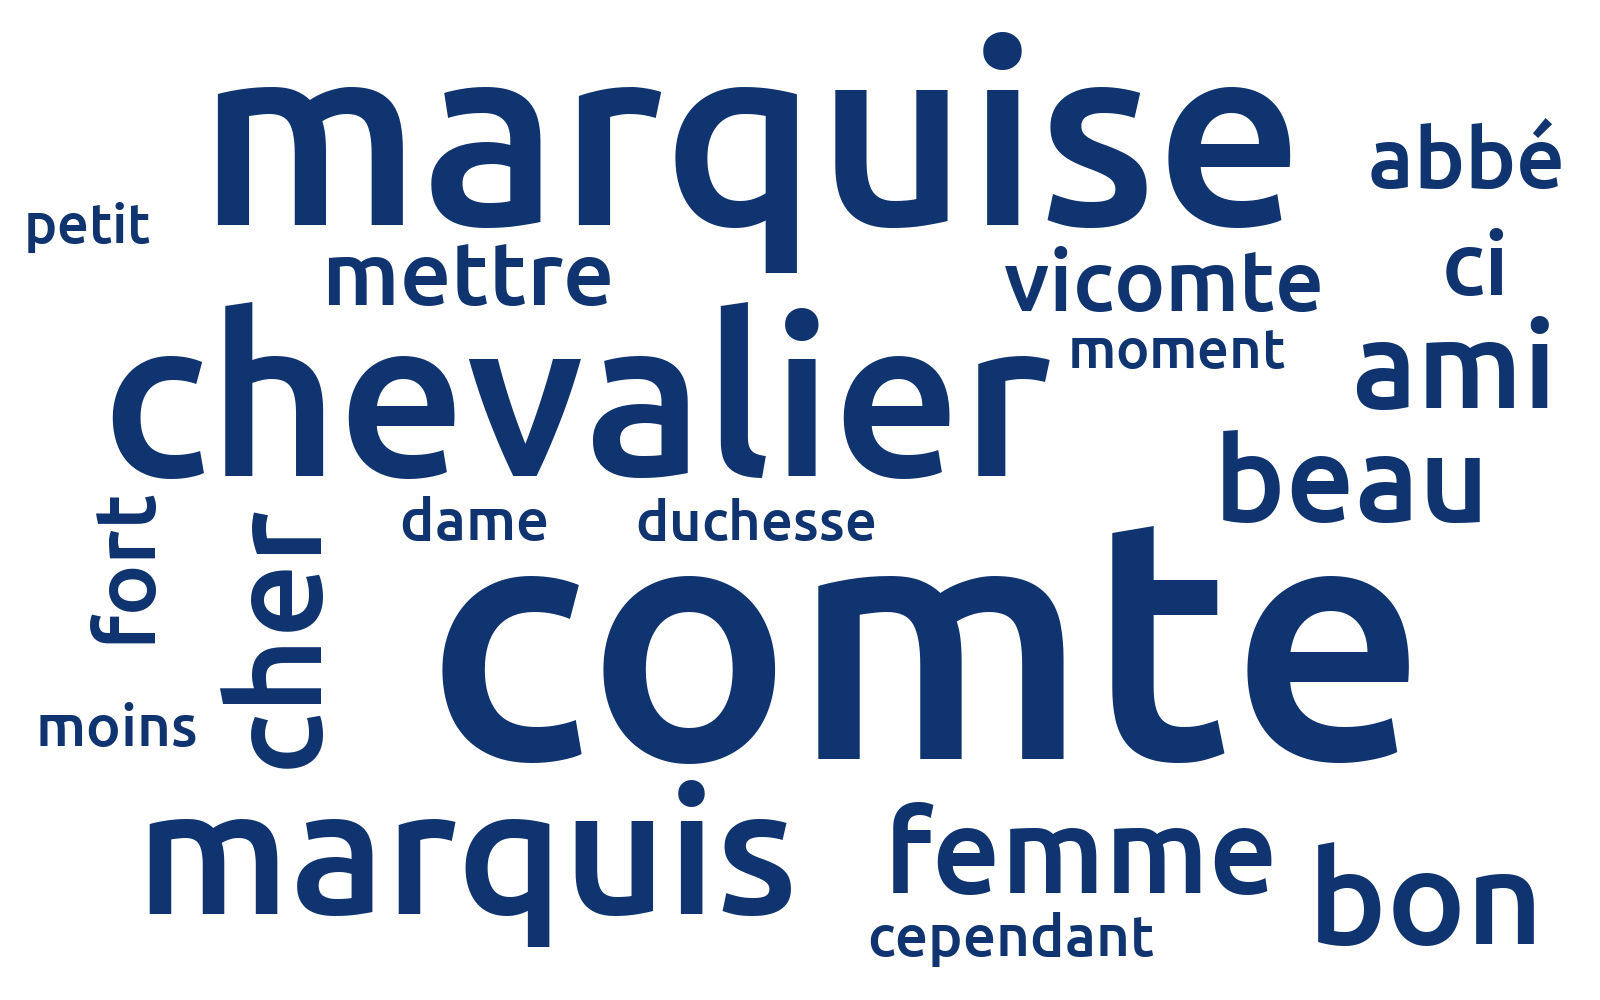 marquise
abbé
petit
mettre
vicomte
ci
moment
chevalier
ami
beau
fort
cher
dame
duchesse
comte
moins
marquis
femme
bon
cependant